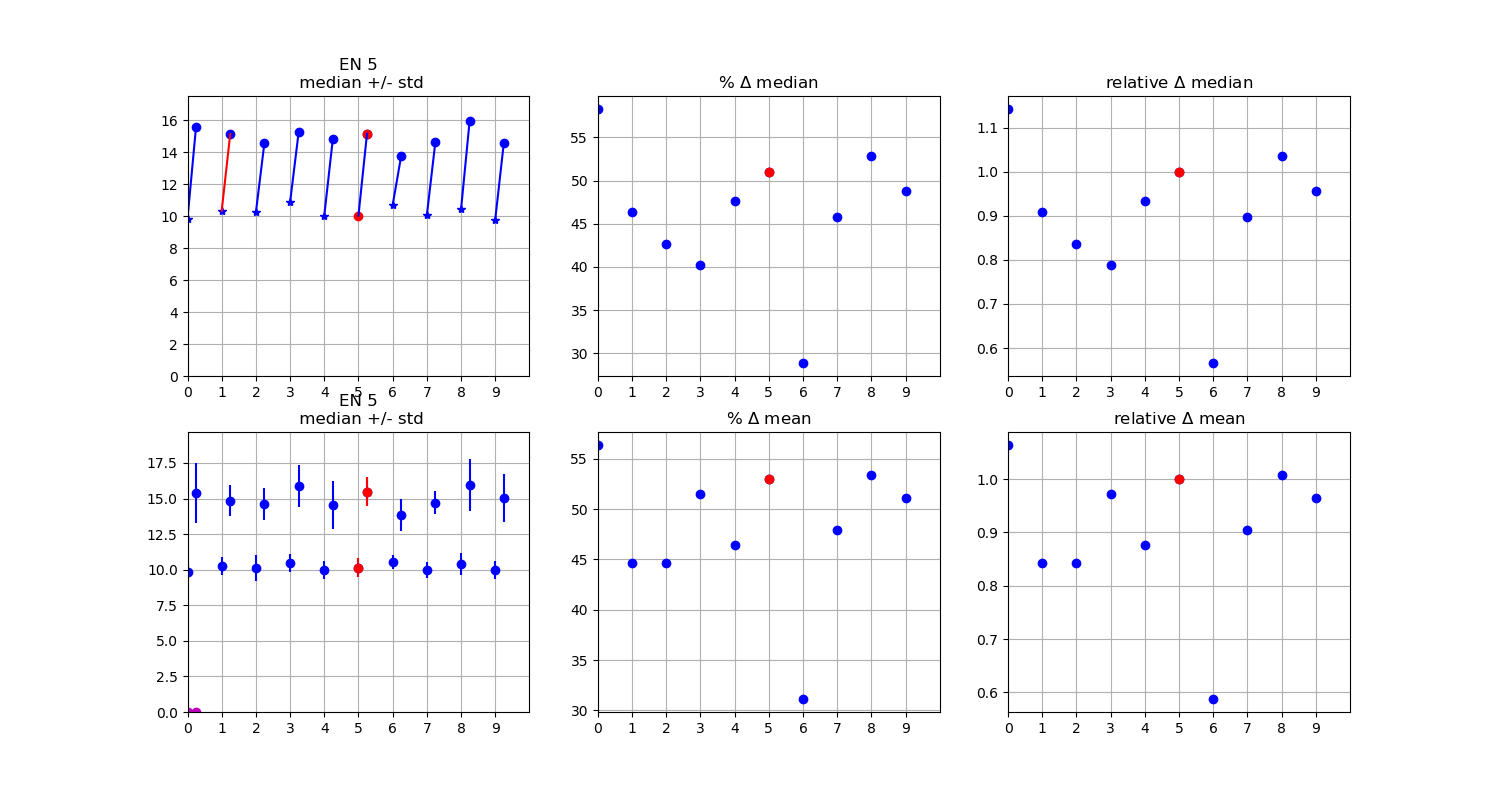 EN 5
median +/- std
16
14
12
10
8
6
4
2
0
0 1 2 3 4 5 6 7 8 9
% Δ median
55
50
45
40
35
30
0 1 2 3 4 5 6 7 8 9
relative Δ median
1.1
1.0
0.9
0.8
0.7
0.6
0 1 2 3 4 5 6 7 8 9
EN 5
median +/- std
17.5
15.0
12.5
10.0
7.5
5.0
2.5
0.0
0 1 2 3 4 5 6 7 8 9
% Δ mean
55
50
45
40
35
30
0 1 2 3 4 5 6 7 8 9
relative Δ mean
1.0
0.9
0.8
0.7
0.6
0 1 2 3 4 5 6 7 8 9